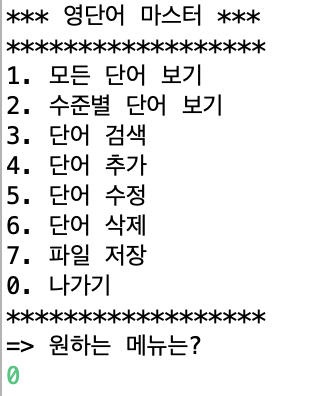 *** 영단어 마스터 ***
******************
1. 모든 단어 보기
2. 수준별 단어 보기
3. 단어 검색
4. 단어 추가
5. 단어 수정
6. 단어 삭제
7. 파일 저장
0. 나가기
******************
=> 원하는 메뉴는?
0